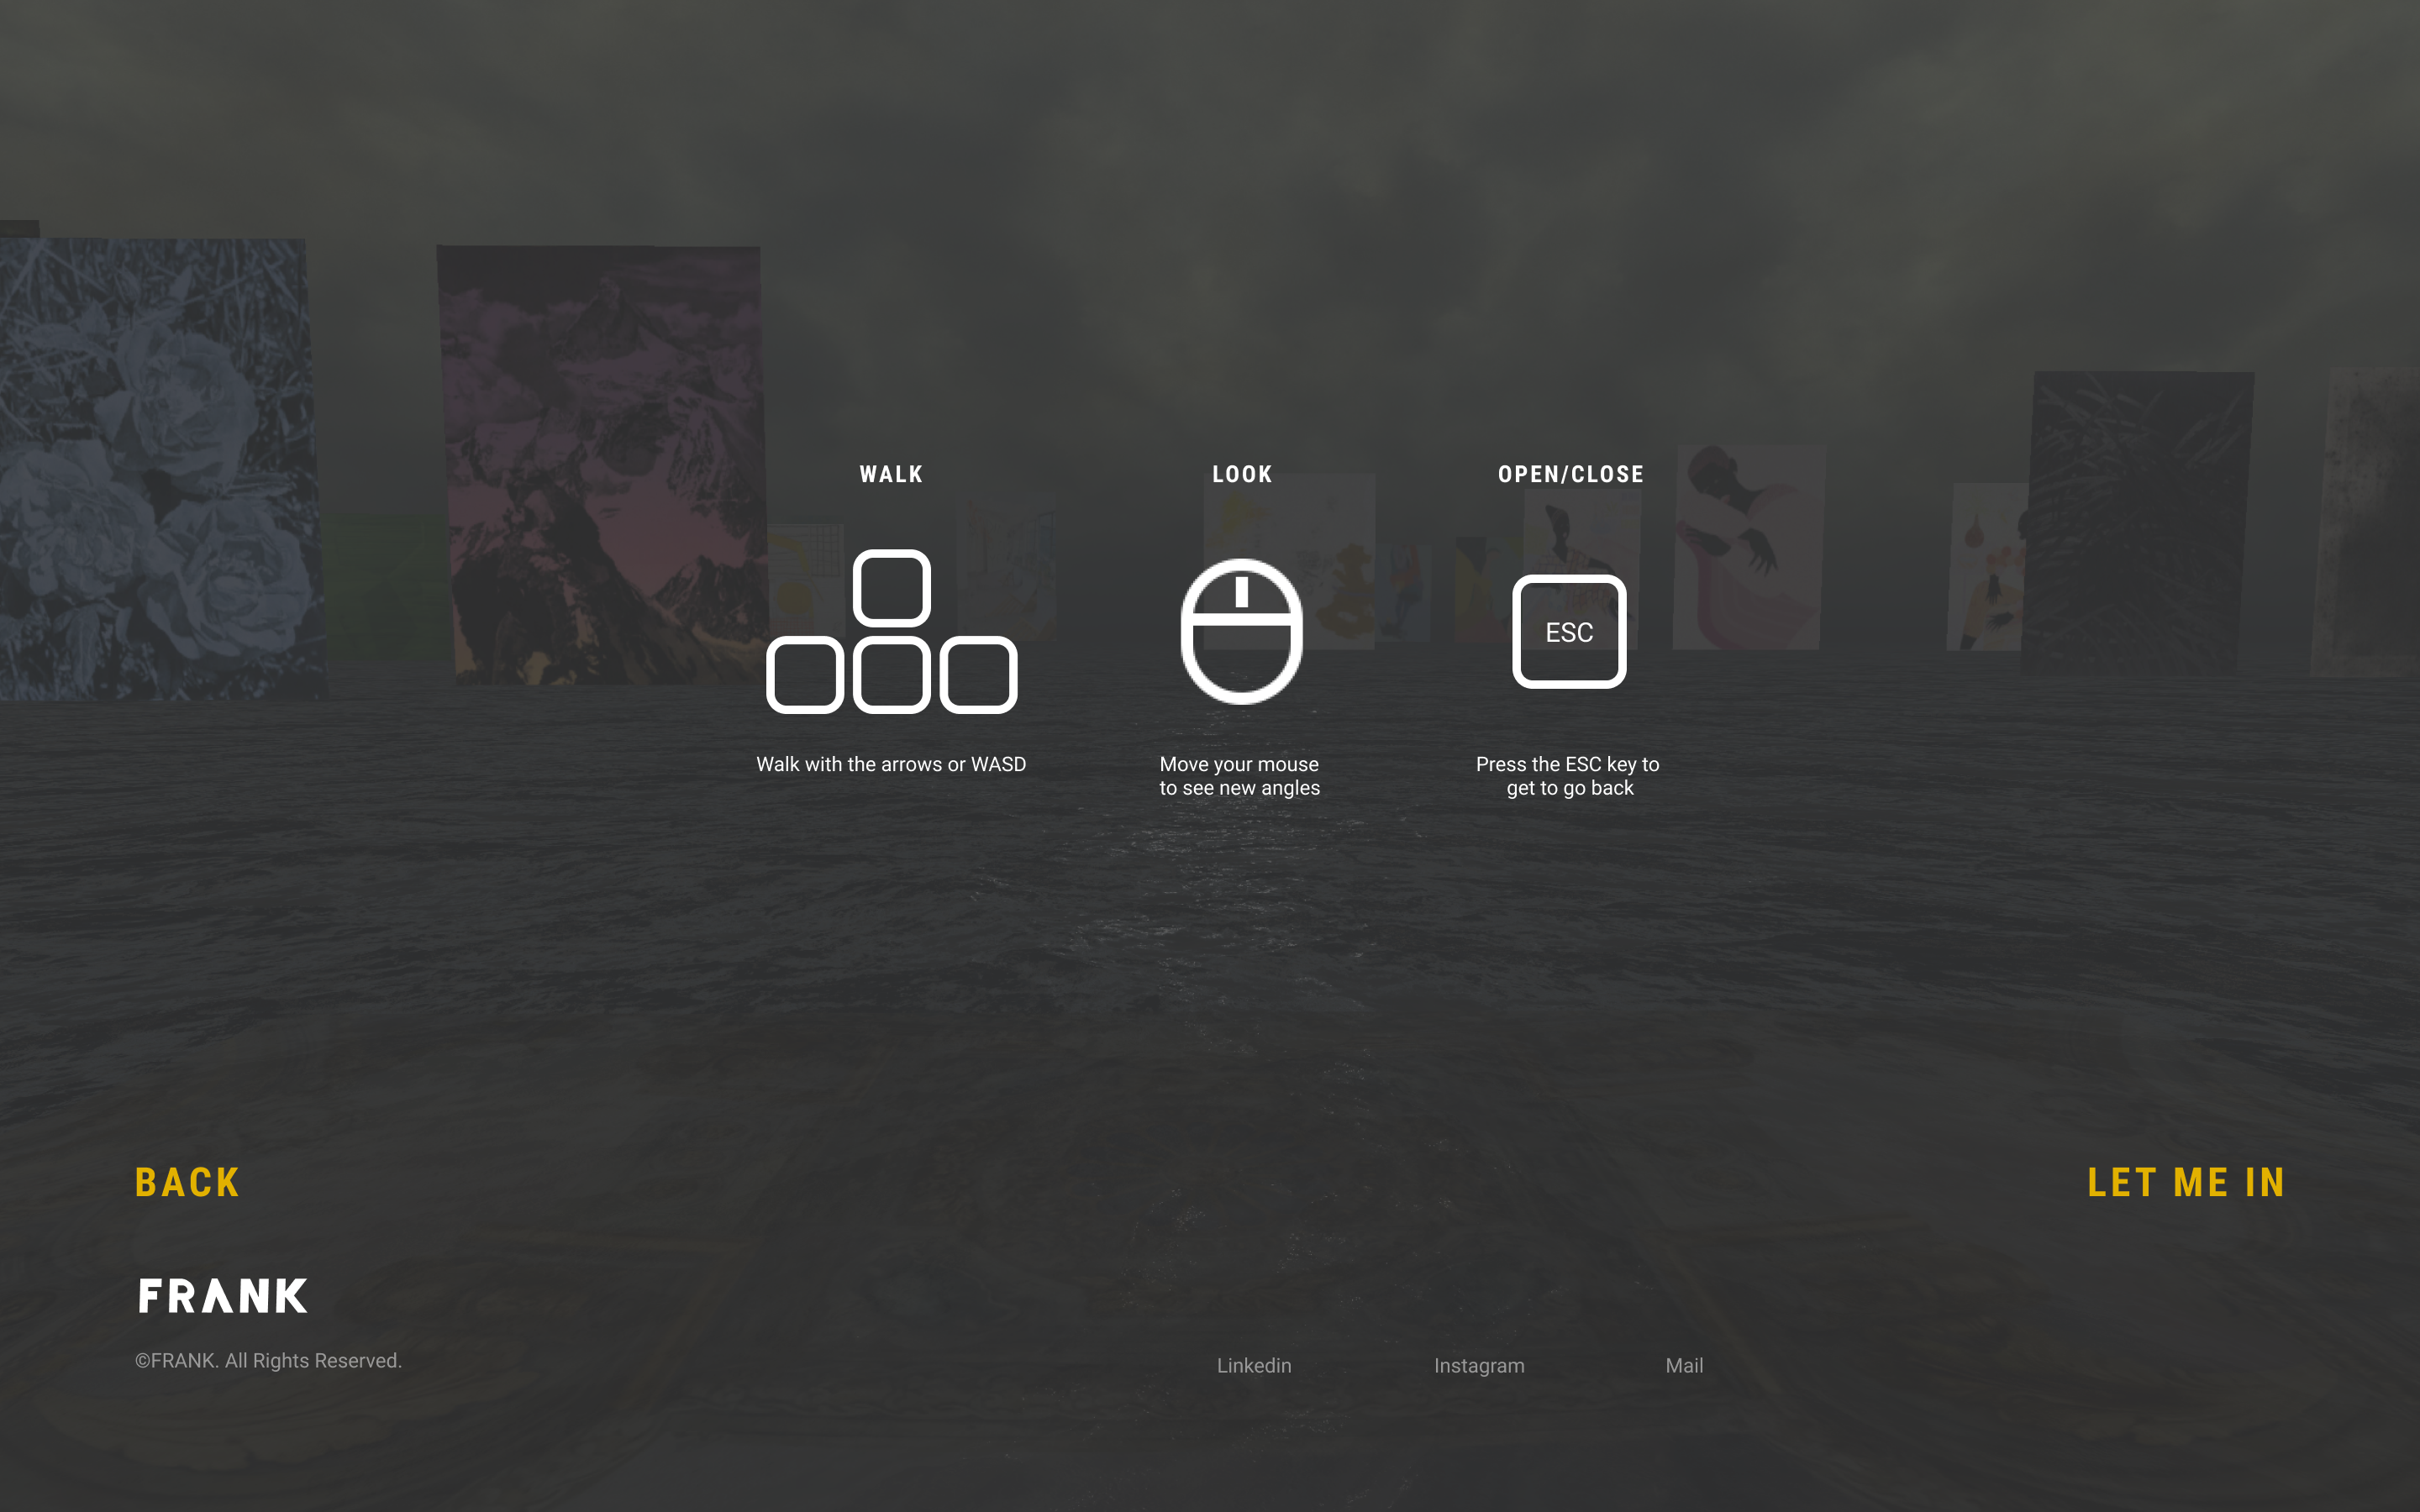 WALK
LOOK
OPEN/CLOSE
ESC
Walk with the arrows or WASD
Move your mouse
to see new angles
Press the ESC key to
get to go back
BACK
LET ME IN
FRANK
©FRANK. All Rights Reserved.
Linkedin
Instagram
Mail